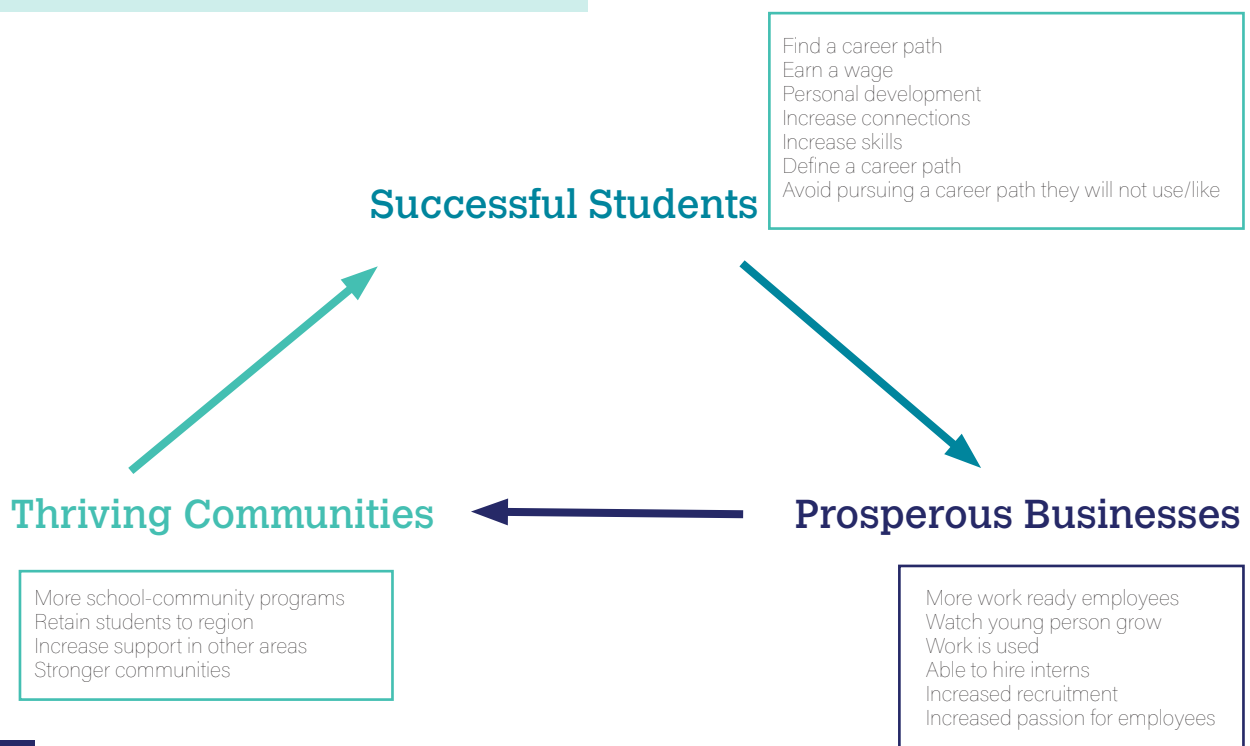 Find a career path
Earn a wage
Personal development
Increase connections
Increase skills
Define a career path
Avoid pursuing a career path they will not use/like
Successful Students
Thriving Communities
Prosperous Businesses
More school-community programs
Retain students to region
Increase support in other areas
Stronger communities
More work ready employees
Watch young person grow
Work is used
Able to hire interns
Increased recruitment
Increased passion for employees